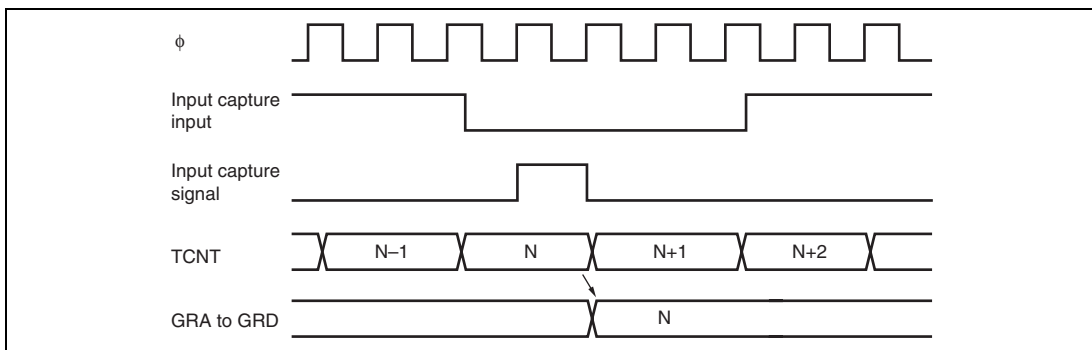 φ
Input capture
input
Input capture
signal
TCNT
N–1
N
N+1
N+2
GRA to GRD
N